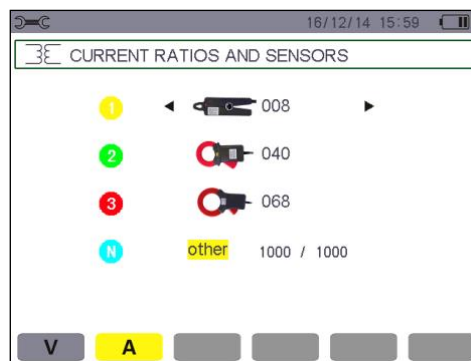 16/12/14 15:59
CURRENT RATIOS AND SENSORS
1 008
2 040
3 068
N other 1000 / 1000
V A